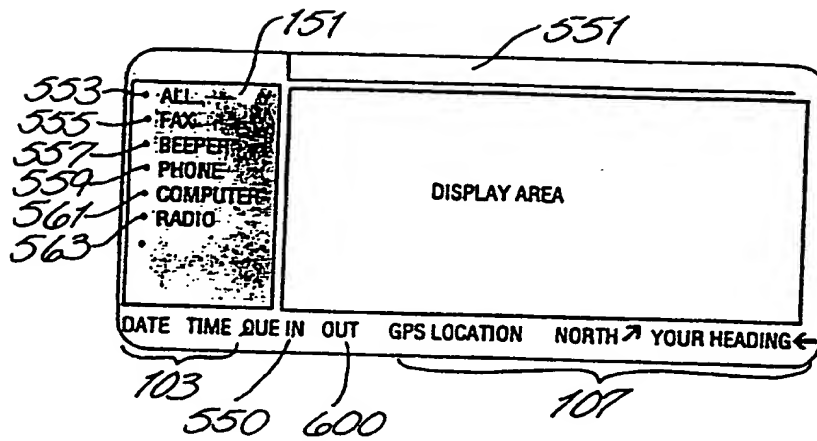 151
551
553 • ALL
555 • FAX
557 • BEEPER
559 • PHONE
561 • COMPUTER
563 • RADIO
•
DISPLAY AREA
DATE TIME QUE IN OUT GPS LOCATION NORTH ↗ YOUR HEADING ←
103
550
600
107